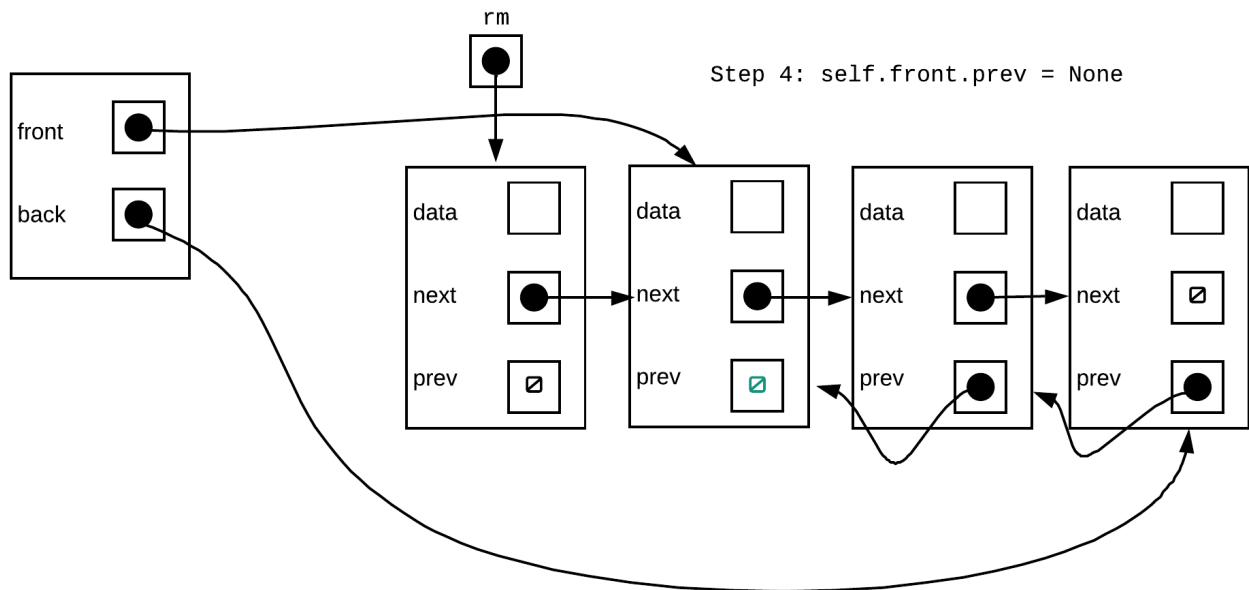 rm
Step 4: self.front.prev = None
front
back
data
next
prev
data
next
prev
data
next
prev
data
next
prev